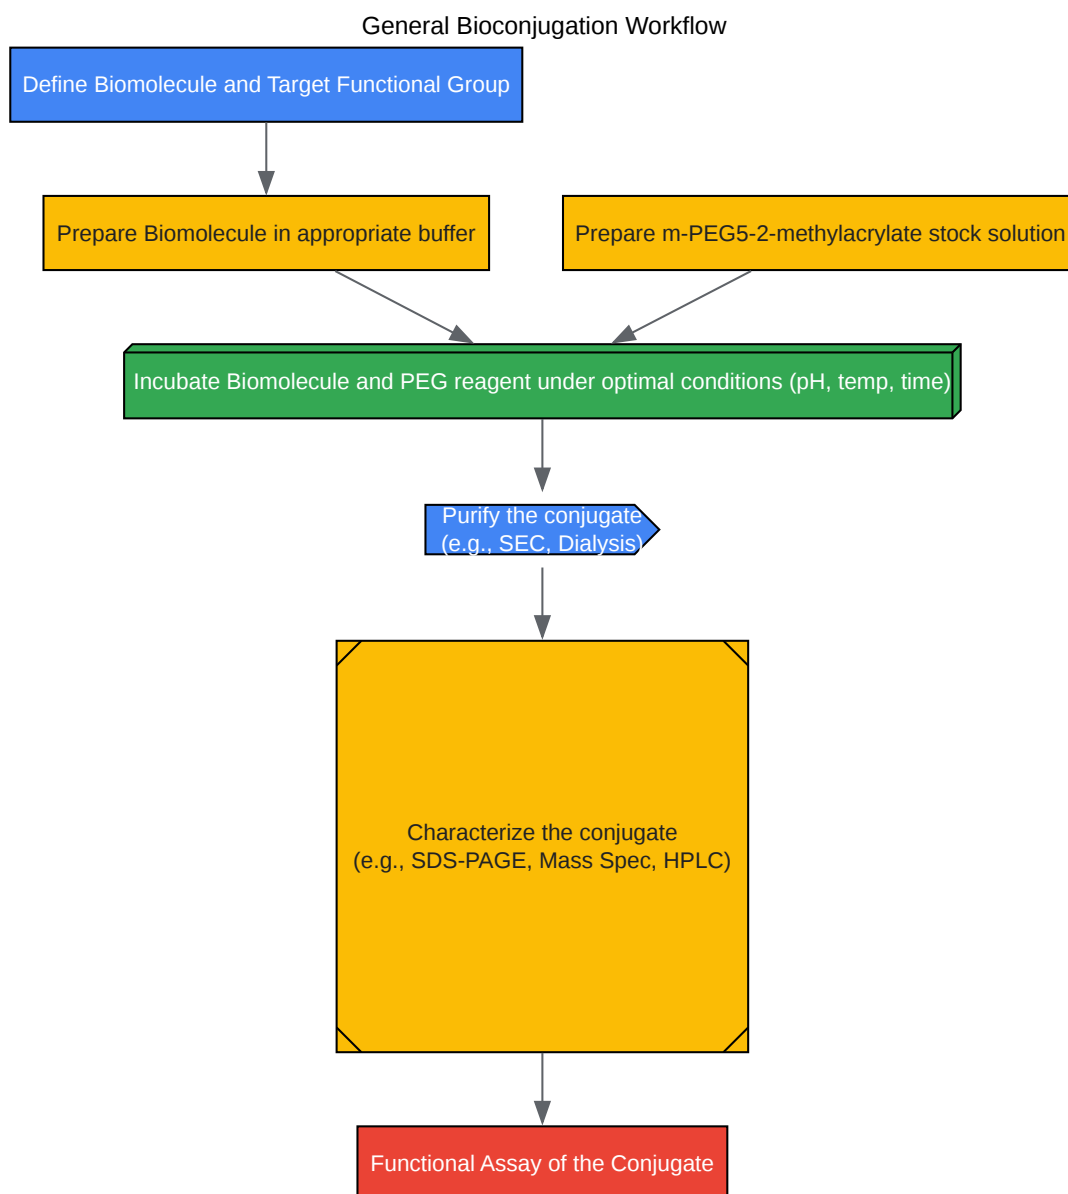 General Bioconjugation Workflow
Define Biomolecule and Target Functional Group
Prepare Biomolecule in appropriate buffer
Prepare m-PEG5-2-methylacrylate stock solution
Incubate Biomolecule and PEG reagent under optimal conditions (pH, temp, time)
Purify the conjugate
(e.g., SEC, Dialysis)
Characterize the conjugate
(e.g., SDS-PAGE, Mass Spec, HPLC)
Functional Assay of the Conjugate